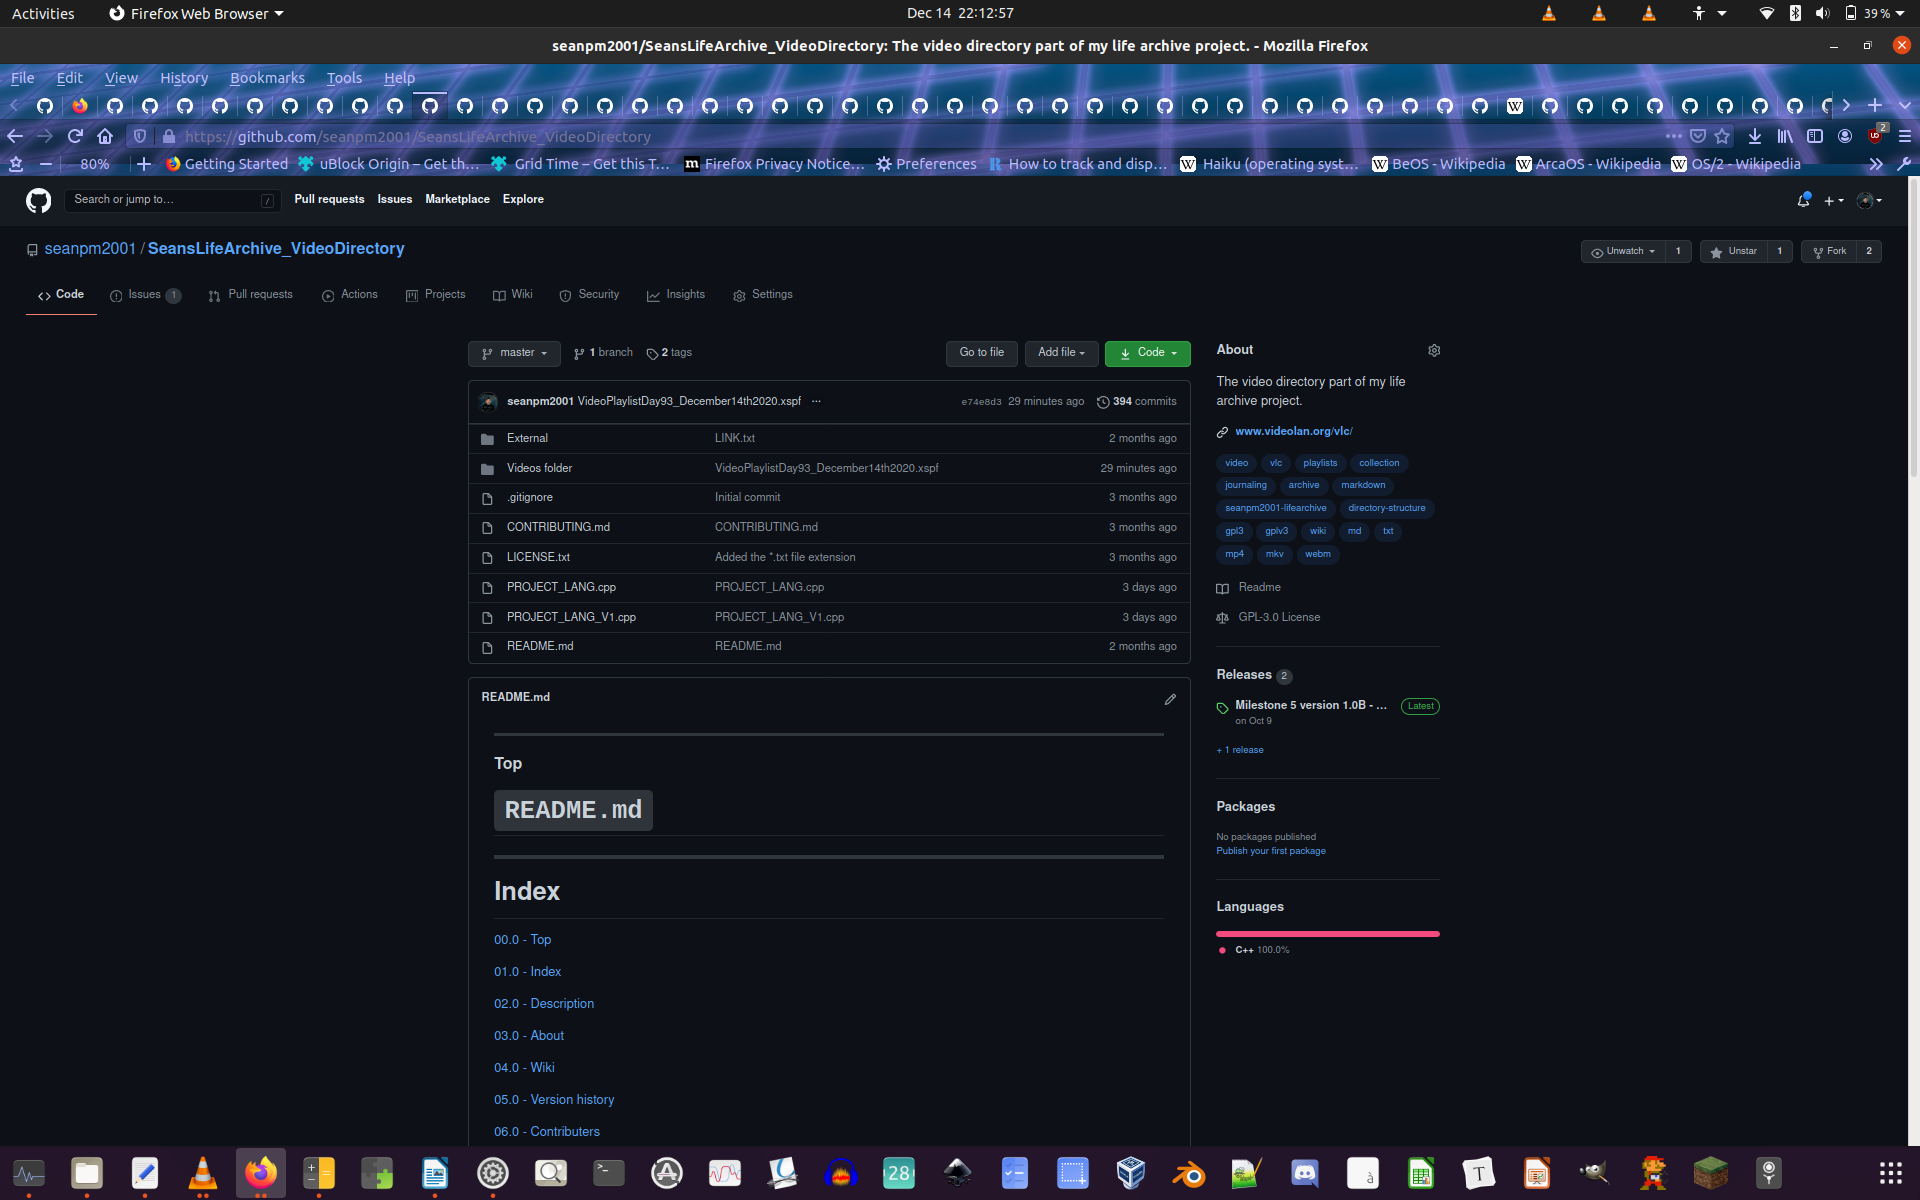 Activities Firefox Web Browser Dec 14 22:12:57 39 %
seanpm2001/SeansLifeArchive_VideoDirectory: The video directory part of my life archive project. - Mozilla Firefox
File Edit View History Bookmarks Tools Help
https://github.com/seanpm2001/SeansLifeArchive_VideoDirectory 2
80% Getting Started uBlock Origin – Get th… Grid Time – Get this T… Firefox Privacy Notice… Preferences How to track and disp… Haiku (operating syst… BeOS - Wikipedia ArcaOS - Wikipedia OS/2 - Wikipedia
Search or jump to… / Pull requests Issues Marketplace Explore
seanpm2001 / SeansLifeArchive_VideoDirectory Unwatch 1 Unstar 1 Fork 2
Code Issues 1 Pull requests Actions Projects Wiki Security Insights Settings
master 1 branch 2 tags Go to file Add file Code
seanpm2001 VideoPlaylistDay93_December14th2020.xspf ... e74e8d3 29 minutes ago 394 commits
External LINK.txt 2 months ago
Videos folder VideoPlaylistDay93_December14th2020.xspf 29 minutes ago
.gitignore Initial commit 3 months ago
CONTRIBUTING.md CONTRIBUTING.md 3 months ago
LICENSE.txt Added the *.txt file extension 3 months ago
PROJECT_LANG.cpp PROJECT_LANG.cpp 3 days ago
PROJECT_LANG_V1.cpp PROJECT_LANG_V1.cpp 3 days ago
README.md README.md 2 months ago
README.md
Top
README.md
Index
00.0 - Top
01.0 - Index
02.0 - Description
03.0 - About
04.0 - Wiki
05.0 - Version history
06.0 - Contributers
About
The video directory part of my life
archive project.
www.videolan.org/vlc/
video vlc playlists collection
journaling archive markdown
seanpm2001-lifearchive directory-structure
gpl3 gplv3 wiki md txt
mp4 mkv webm
Readme
GPL-3.0 License
Releases 2
Milestone 5 version 1.0B - ... Latest
on Oct 9
+ 1 release
Packages
No packages published
Publish your first package
Languages
C++ 100.0%
28